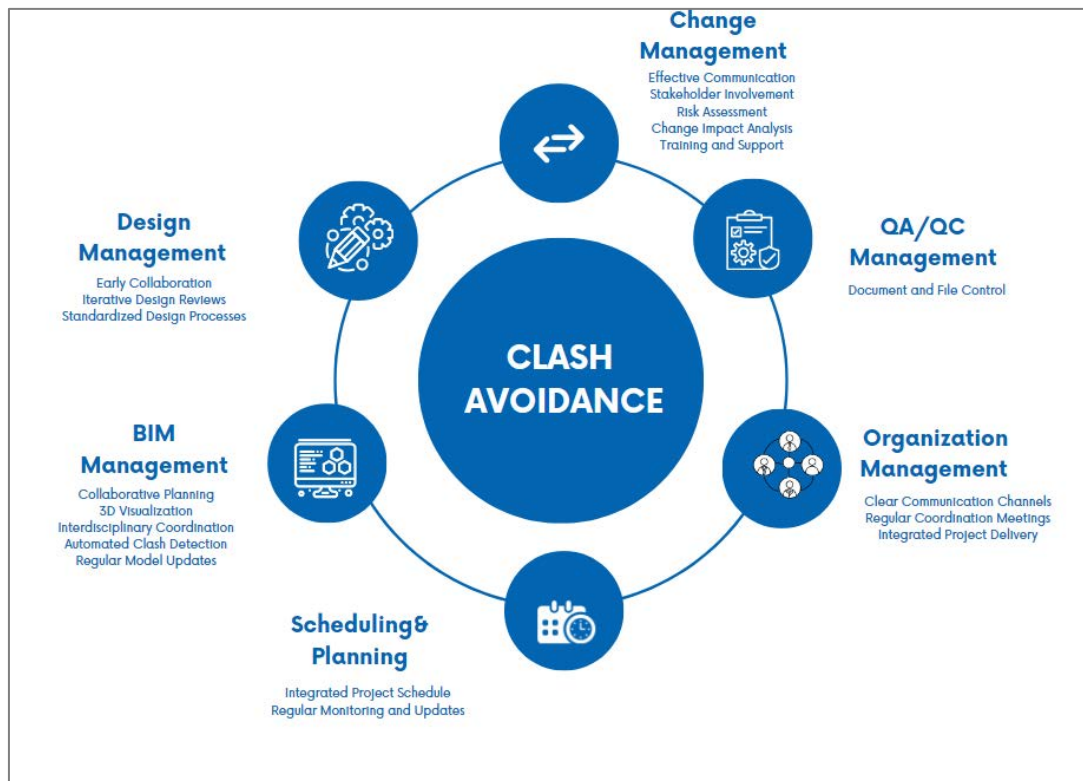 Change
Management
Effective Communication
Stakeholder Involvement
Risk Assessment
Change Impact Analysis
Training and Support
Design
Management
Early Collaboration
Iterative Design Reviews
Standardized Design Processes
QA/QC
Management
Document and File Control
CLASH
AVOIDANCE
BIM
Management
Collaborative Planning
3D Visualization
Interdisciplinary Coordination
Automated Clash Detection
Regular Model Updates
Organization
Management
Clear Communication Channels
Regular Coordination Meetings
Integrated Project Delivery
Scheduling&
Planning
Integrated Project Schedule
Regular Monitoring and Updates